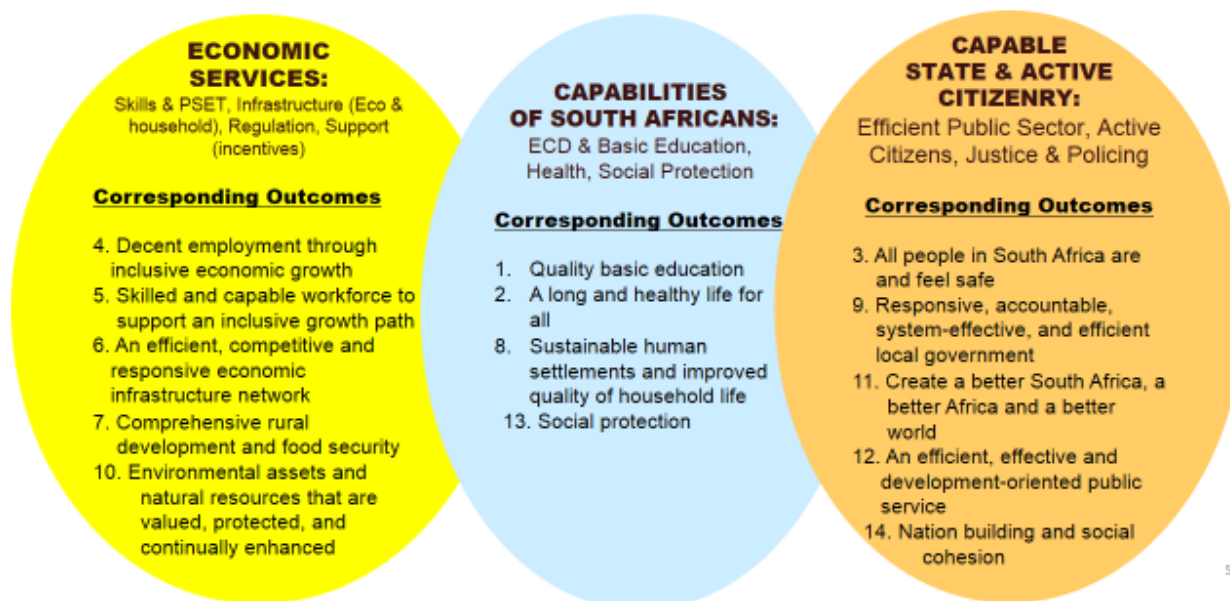 ECONOMIC
SERVICES:
Skills & PSET, Infrastructure (Eco &
household), Regulation, Support
(incentives)
Corresponding Outcomes
4. Decent employment through
inclusive economic growth
5. Skilled and capable workforce to
support an inclusive growth path
6. An efficient, competitive and
responsive economic
infrastructure network
7. Comprehensive rural
development and food security
10. Environmental assets and
natural resources that are
valued, protected, and
continually enhanced
CAPABILITIES
OF SOUTH AFRICANS:
ECD & Basic Education,
Health, Social Protection
Corresponding Outcomes
1. Quality basic education
2. A long and healthy life for
all
8. Sustainable human
settlements and improved
quality of household life
13. Social protection
CAPABLE
STATE & ACTIVE
CITIZENRY:
Efficient Public Sector, Active
Citizens, Justice & Policing
Corresponding Outcomes
3. All people in South Africa are
and feel safe
9. Responsive, accountable,
system-effective, and efficient
local government
11. Create a better South Africa, a
better Africa and a better
world
12. An efficient, effective and
development-oriented public
service
14. Nation building and social
cohesion